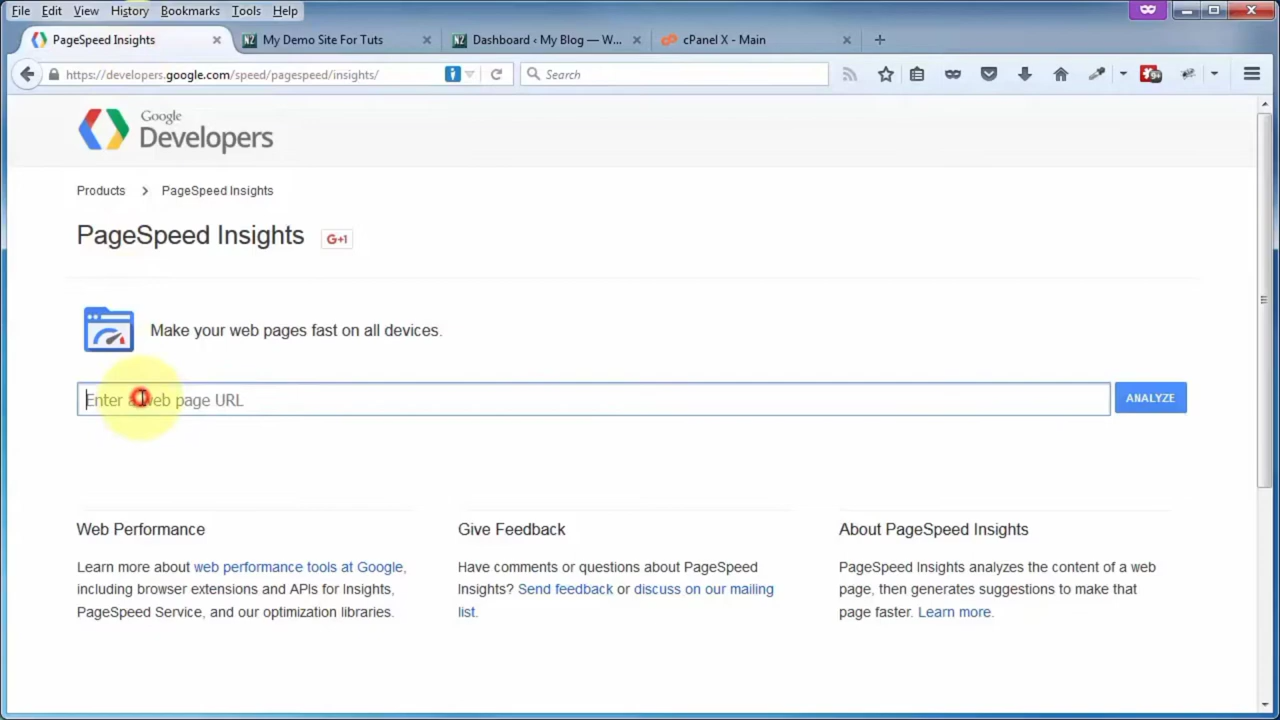 File Edit View History Bookmarks Tools Help
PageSpeed Insights
My Demo Site For Tuts
Dashboard ‹ My Blog — W...
cPanel X - Main
https://developers.google.com/speed/pagespeed/insights/
Search
9+
Google
Developers
Products > PageSpeed Insights
PageSpeed Insights
G+1
Make your web pages fast on all devices.
Enter a web page URL
ANALYZE
Web Performance
Learn more about web performance tools at Google,
including browser extensions and APIs for Insights,
PageSpeed Service, and our optimization libraries.
Give Feedback
Have comments or questions about PageSpeed
Insights? Send feedback or discuss on our mailing
list.
About PageSpeed Insights
PageSpeed Insights analyzes the content of a web
page, then generates suggestions to make that
page faster. Learn more.